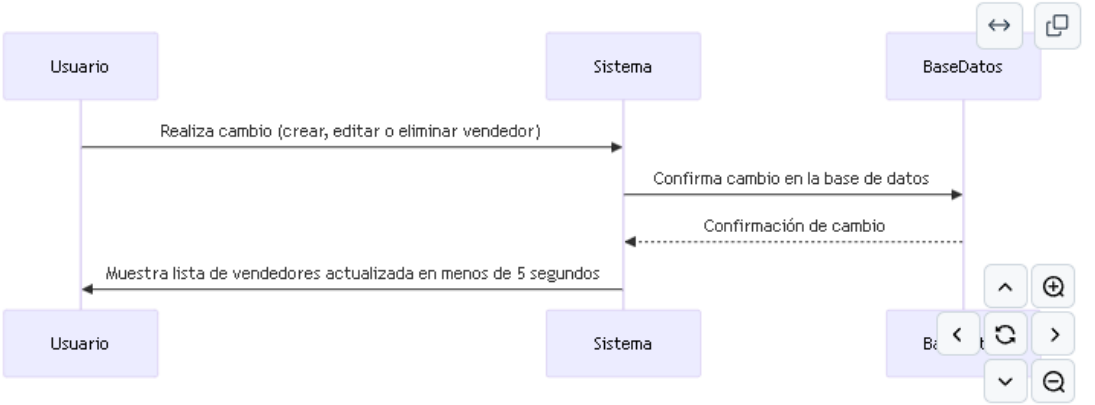 Usuario
Sistema
BaseDatos
Realiza cambio (crear, editar o eliminar vendedor)
Confirma cambio en la base de datos
Confirmación de cambio
Muestra lista de vendedores actualizada en menos de 5 segundos
Usuario
Sistema